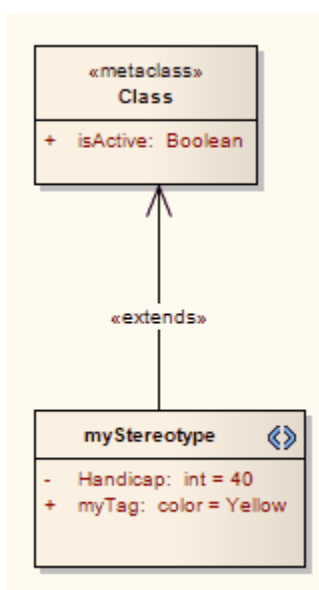 «metaclass»
Class
+ isActive: Boolean
«extends»
myStereotype
- Handicap: int = 40
+ myTag: color = Yellow